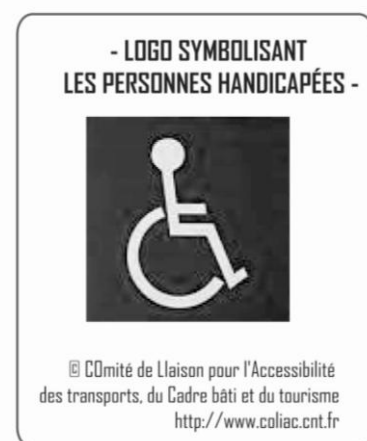 - LOGO SYMBOLISANT
LES PERSONNES HANDICAPÉES -
© COmité de LIaison pour l'Accessibilité
des transports, du Cadre bâti et du tourisme
http://www.coliac.cnt.fr